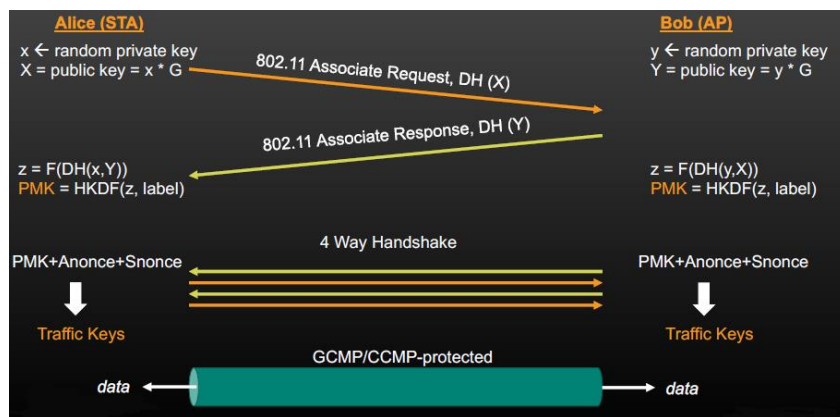 Alice (STA)
Bob (AP)
x ← random private key
X = public key = x * G
y ← random private key
Y = public key = y * G
802.11 Associate Request, DH (X)
802.11 Associate Response, DH (Y)
z = F(DH(x,Y))
PMK = HKDF(z, label)
z = F(DH(y,X))
PMK = HKDF(z, label)
4 Way Handshake
PMK+Anonce+Snonce
PMK+Anonce+Snonce
Traffic Keys
Traffic Keys
GCMP/CCMP-protected
data
data